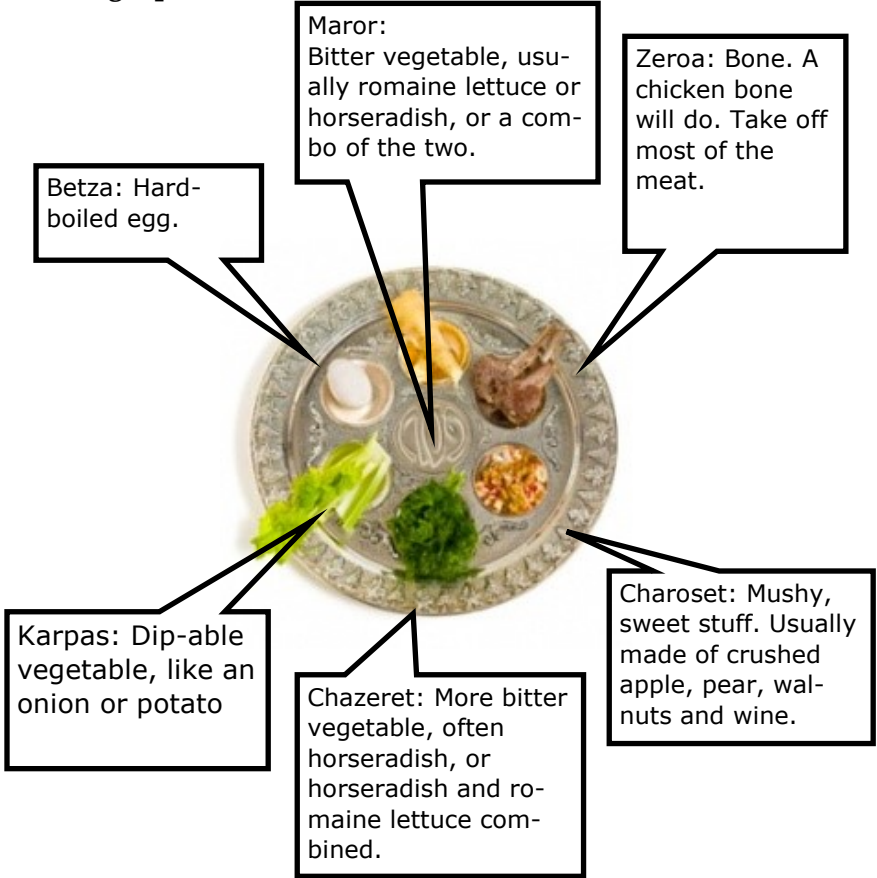 Maror:
Bitter vegetable, usu-
ally romaine lettuce or
horseradish, or a com-
bo of the two.
Zeroa: Bone. A
chicken bone
will do. Take off
most of the
meat.
Betza: Hard-
boiled egg.
Karpas: Dip-able
vegetable, like an
onion or potato
Chazeret: More bitter
vegetable, often
horseradish, or
horseradish and ro-
maine lettuce com-
bined.
Charoset: Mushy,
sweet stuff. Usually
made of crushed
apple, pear, wal-
nuts and wine.